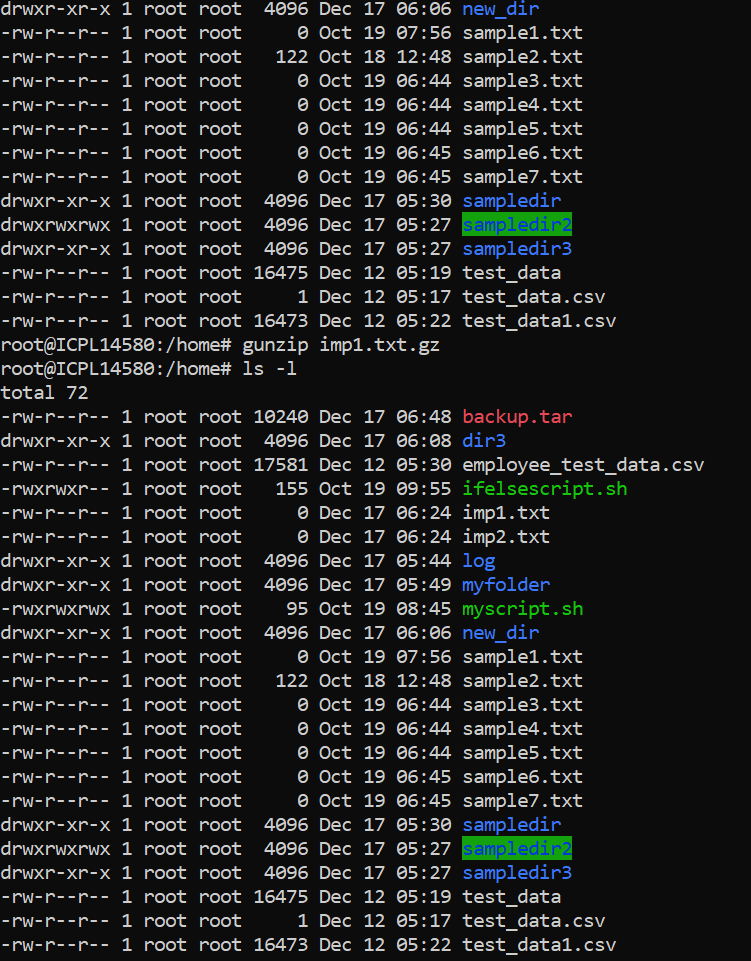 drwxr-xr-x 1 root root  4096 Dec 17 06:06 new_dir
-rw-r--r-- 1 root root     0 Oct 19 07:56 sample1.txt
-rw-r--r-- 1 root root   122 Oct 18 12:48 sample2.txt
-rw-r--r-- 1 root root     0 Oct 19 06:44 sample3.txt
-rw-r--r-- 1 root root     0 Oct 19 06:44 sample4.txt
-rw-r--r-- 1 root root     0 Oct 19 06:44 sample5.txt
-rw-r--r-- 1 root root     0 Oct 19 06:45 sample6.txt
-rw-r--r-- 1 root root     0 Oct 19 06:45 sample7.txt
drwxr-xr-x 1 root root  4096 Dec 17 05:30 sampledir
drwxrwxrwx 1 root root  4096 Dec 17 05:27 sampledir2
drwxr-xr-x 1 root root  4096 Dec 17 05:27 sampledir3
-rw-r--r-- 1 root root 16475 Dec 12 05:19 test_data
-rw-r--r-- 1 root root     1 Dec 12 05:17 test_data.csv
-rw-r--r-- 1 root root 16473 Dec 12 05:22 test_data1.csv
root@ICPL14580:/home# gunzip imp1.txt.gz
root@ICPL14580:/home# ls -l
total 72
-rw-r--r-- 1 root root 10240 Dec 17 06:48 backup.tar
drwxr-xr-x 1 root root  4096 Dec 17 06:08 dir3
-rw-r--r-- 1 root root 17581 Dec 12 05:30 employee_test_data.csv
-rwxrwxr-- 1 root root   155 Oct 19 09:55 ifelsescript.sh
-rw-r--r-- 1 root root     0 Dec 17 06:24 imp1.txt
-rw-r--r-- 1 root root     0 Dec 17 06:24 imp2.txt
drwxr-xr-x 1 root root  4096 Dec 17 05:44 log
drwxr-xr-x 1 root root  4096 Dec 17 05:49 myfolder
-rwxrwxrwx 1 root root    95 Oct 19 08:45 myscript.sh
drwxr-xr-x 1 root root  4096 Dec 17 06:06 new_dir
-rw-r--r-- 1 root root     0 Oct 19 07:56 sample1.txt
-rw-r--r-- 1 root root   122 Oct 18 12:48 sample2.txt
-rw-r--r-- 1 root root     0 Oct 19 06:44 sample3.txt
-rw-r--r-- 1 root root     0 Oct 19 06:44 sample4.txt
-rw-r--r-- 1 root root     0 Oct 19 06:44 sample5.txt
-rw-r--r-- 1 root root     0 Oct 19 06:45 sample6.txt
-rw-r--r-- 1 root root     0 Oct 19 06:45 sample7.txt
drwxr-xr-x 1 root root  4096 Dec 17 05:30 sampledir
drwxrwxrwx 1 root root  4096 Dec 17 05:27 sampledir2
drwxr-xr-x 1 root root  4096 Dec 17 05:27 sampledir3
-rw-r--r-- 1 root root 16475 Dec 12 05:19 test_data
-rw-r--r-- 1 root root     1 Dec 12 05:17 test_data.csv
-rw-r--r-- 1 root root 16473 Dec 12 05:22 test_data1.csv